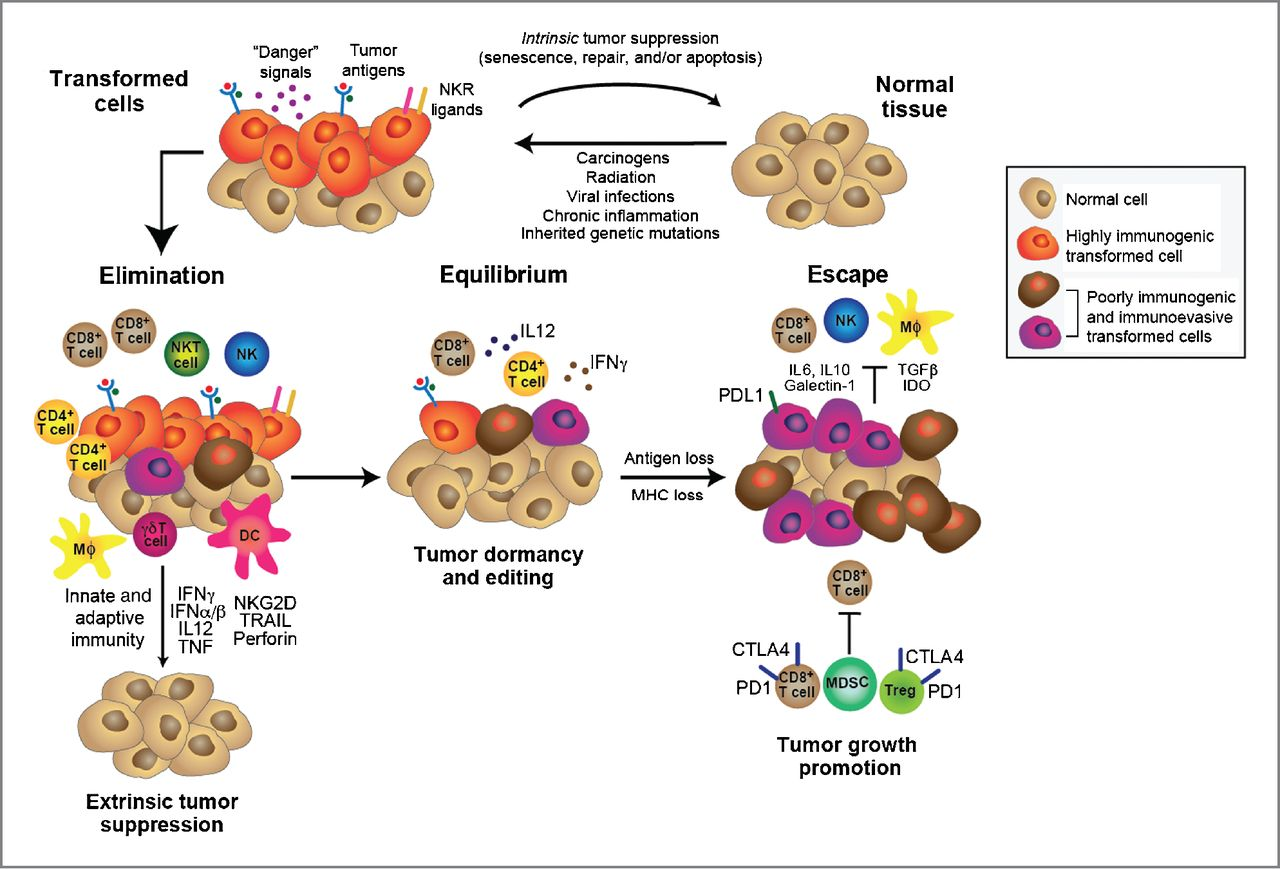 Transformed
cells
"Danger"
signals
Tumor
antigens
NKR
ligands
Intrinsic tumor suppression
(senescence, repair, and/or apoptosis)
Carcinogens
Radiation
Viral infections
Chronic inflammation
Inherited genetic mutations
Normal
tissue
Normal cell
Highly immunogenic
transformed cell
Poorly immunogenic
and immunoevasive
transformed cells
Elimination
CD8+
T cell
CD8+
T cell
NKT
cell
NK
CD4+
T cell
CD4+
T cell
Mϕ
γδT
cell
DC
Innate and
adaptive
immunity
IFNγ
IFNα/β
IL12
TNF
NKG2D
TRAIL
Perforin
Extrinsic tumor
suppression
Equilibrium
CD8+
T cell
IL12
CD4+
T cell
IFNγ
Tumor dormancy
and editing
Antigen loss
MHC loss
Escape
CD8+
T cell
NK
Mϕ
IL6, IL10
Galectin-1
TGFβ
IDO
PDL1
CD8+
T cell
CTLA4
PD1
CD8+
T cell
MDSC
Treg
CTLA4
PD1
Tumor growth
promotion